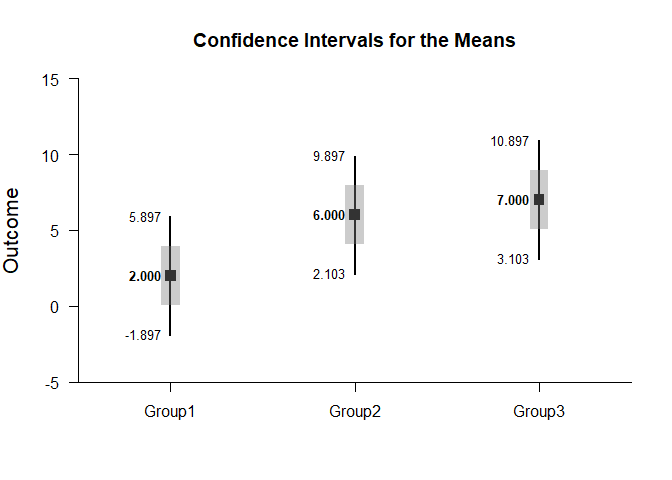 Confidence Intervals for the Means
Outcome
15
10
5
0
-5
5.897
2.000
-1.897
9.897
6.000
2.103
10.897
7.000
3.103
Group1
Group2
Group3